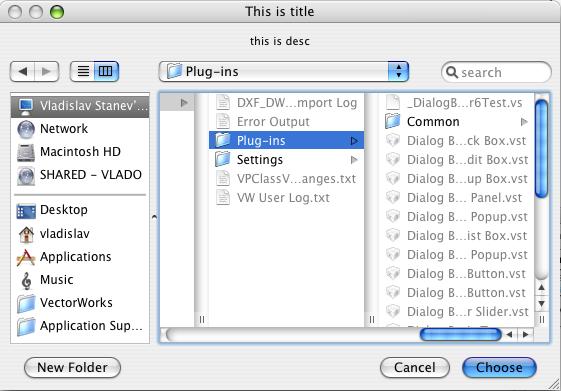 This is title
this is desc
Plug-ins
search
Vladislav Stanev'...
Network
Macintosh HD
SHARED - VLADO
Desktop
vladislav
Applications
Music
VectorWorks
Application Sup...
DXF_DW...mport Log
Error Output
Plug-ins
Settings
VPClassV...anges.txt
VW User Log.txt
_DialogB...r6Test.vs
Common
Dialog B...ck Box.vst
Dialog B...dit Box.vst
Dialog B...up Box.vst
Dialog B... Panel.vst
Dialog B... Popup.vst
Dialog B...ist Box.vst
Dialog B... Popup.vst
Dialog B...Button.vst
Dialog B...Button.vst
Dialog B...r Slider.vst
New Folder
Cancel
Choose